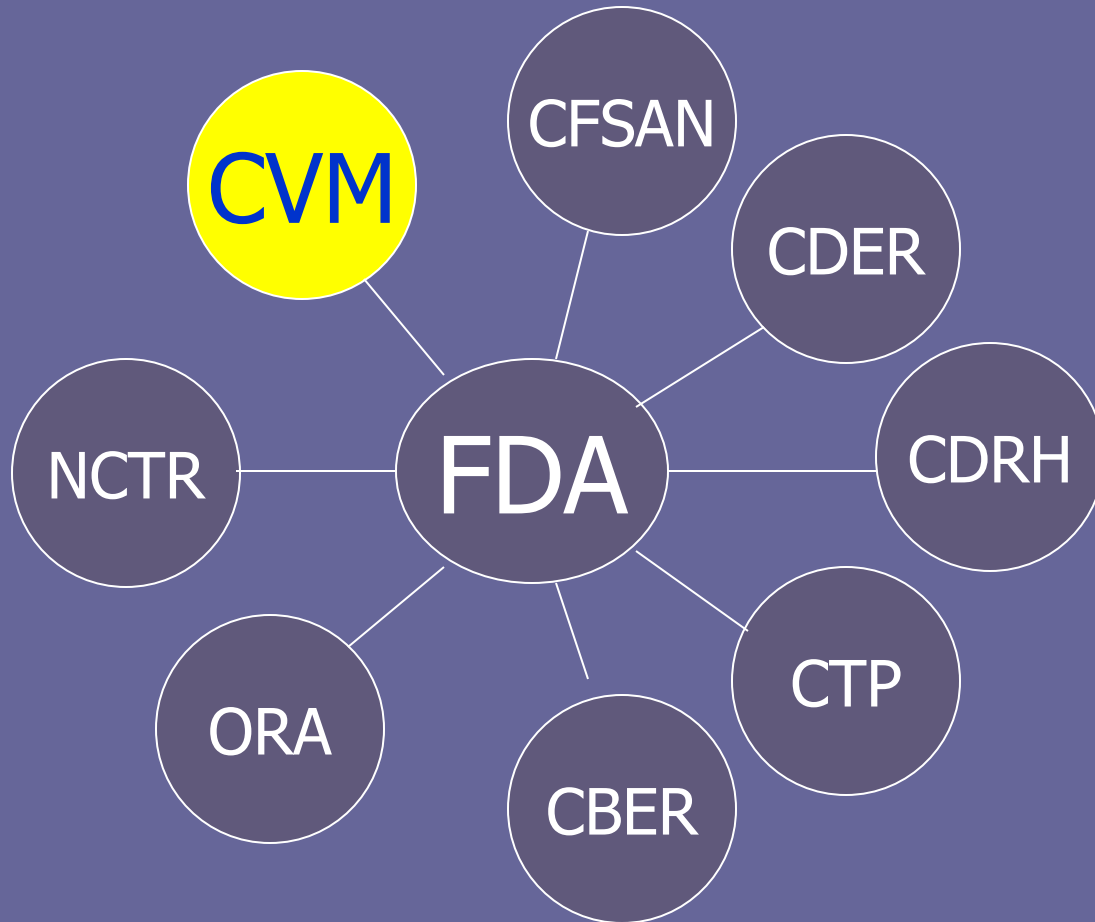 CFSAN
CVM
CDER
FDA
CDRH
NCTR
CTP
ORA
CBER